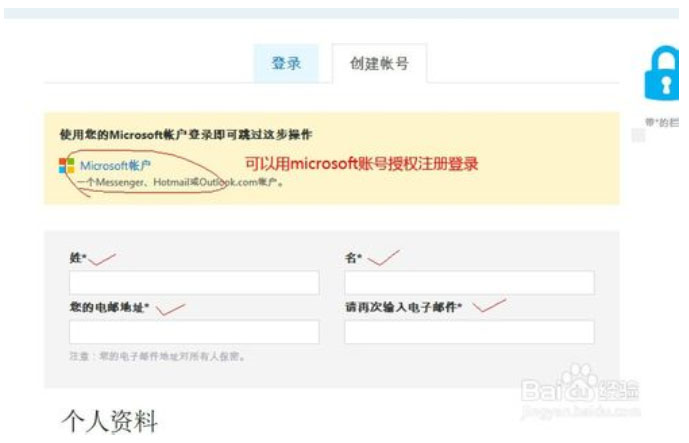 登录
创建帐号
带*的栏
使用您的Microsoft帐户登录即可跳过这步操作
Microsoft帐户
可以用microsoft账号授权注册登录
一个Messenger、Hotmail或Outlook.com帐户。
姓*
名*
您的电邮地址*
请再次输入电子邮件*
注意：您的电子邮件地址对所有人保密。
Baidu经验
jingyan.baidu.com
个人资料